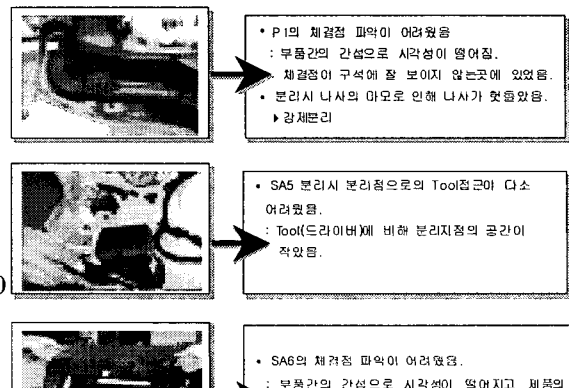 • P1의 체결점 파악이 어려웠음
: 부품간의 간섭으로 시각성이 떨어짐.
체결점이 구석에 잘 보이지 않는곳에 있었음.
• 분리시 나사의 마모로 인해 나사가 헛돌았음.
▶강제분리
• SA5 분리시 분리점으로의 Tool접근이 다소
어려웠음.
: Tool(드라이버)에 비해 분리지점의 공간이
작았음.
)
• SA6의 체결점 파악이 어려웠음.
: 부품간의 간섭으로 시각성이 떨어지고 제품의